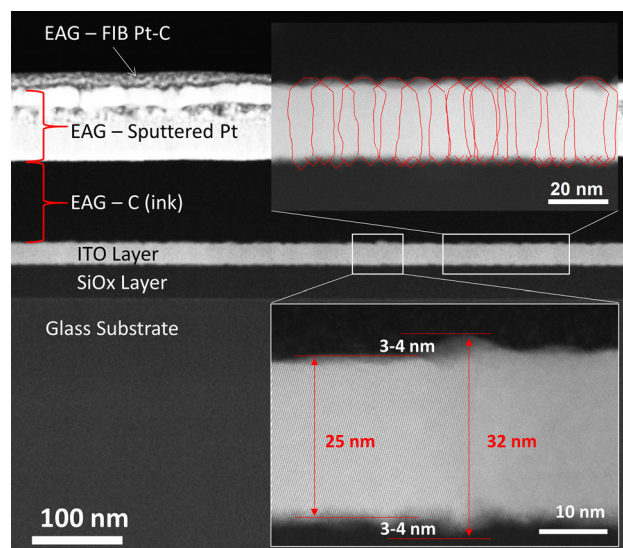 EAG – FIB Pt-C
EAG – Sputtered Pt
20 nm
EAG – C (ink)
ITO Layer
SiOx Layer
Glass Substrate
3-4 nm
25 nm
32 nm
3-4 nm
10 nm
100 nm